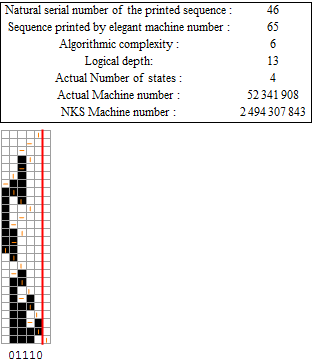 Natural serial number of the printed sequence : 46
Sequence printed by elegant machine number : 65
Algorithmic complexity : 6
Logical depth: 13
Actual Number of states : 4
Actual Machine number : 52 341 908
NKS Machine number : 2 494 307 843
01110